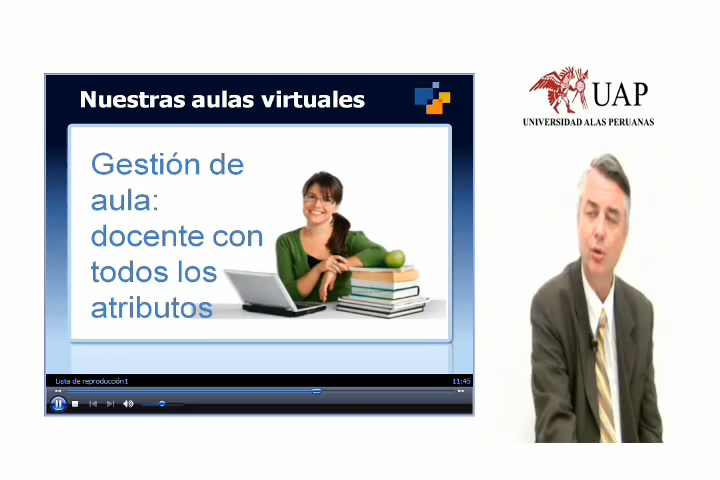 Nuestras aulas virtuales
Gestión de
aula:
docente con
todos los
atributos
Lista de reproducción1
11:45
UAP
UNIVERSIDAD ALAS PERUANAS